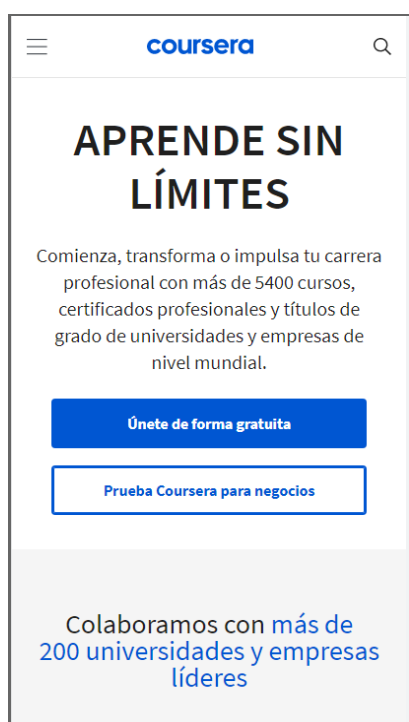 coursera
APRENDE SIN
LÍMITES
Comienza, transforma o impulsa tu carrera
profesional con más de 5400 cursos,
certificados profesionales y títulos de
grado de universidades y empresas de
nivel mundial.
Únete de forma gratuita
Prueba Coursera para negocios
Colaboramos con más de
200 universidades y empresas
líderes